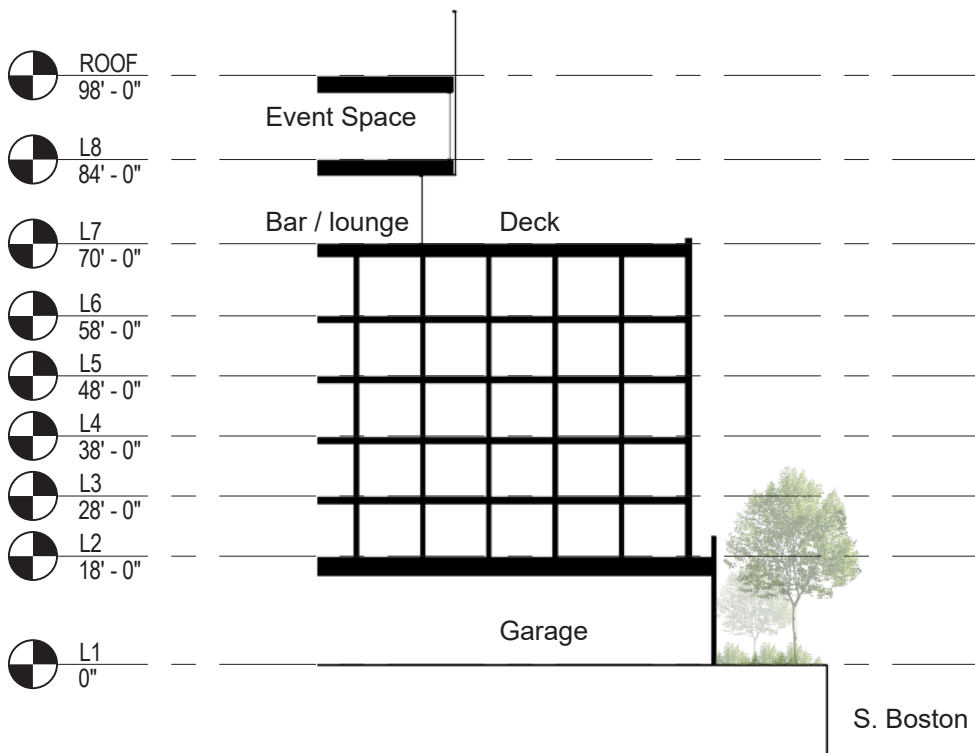 ROOF
98' - 0"
Event Space
L8
84' - 0"
Bar / lounge
Deck
L7
70' - 0"
L6
58' - 0"
L5
48' - 0"
L4
38' - 0"
L3
28' - 0"
L2
18' - 0"
Garage
L1
0"
S. Boston